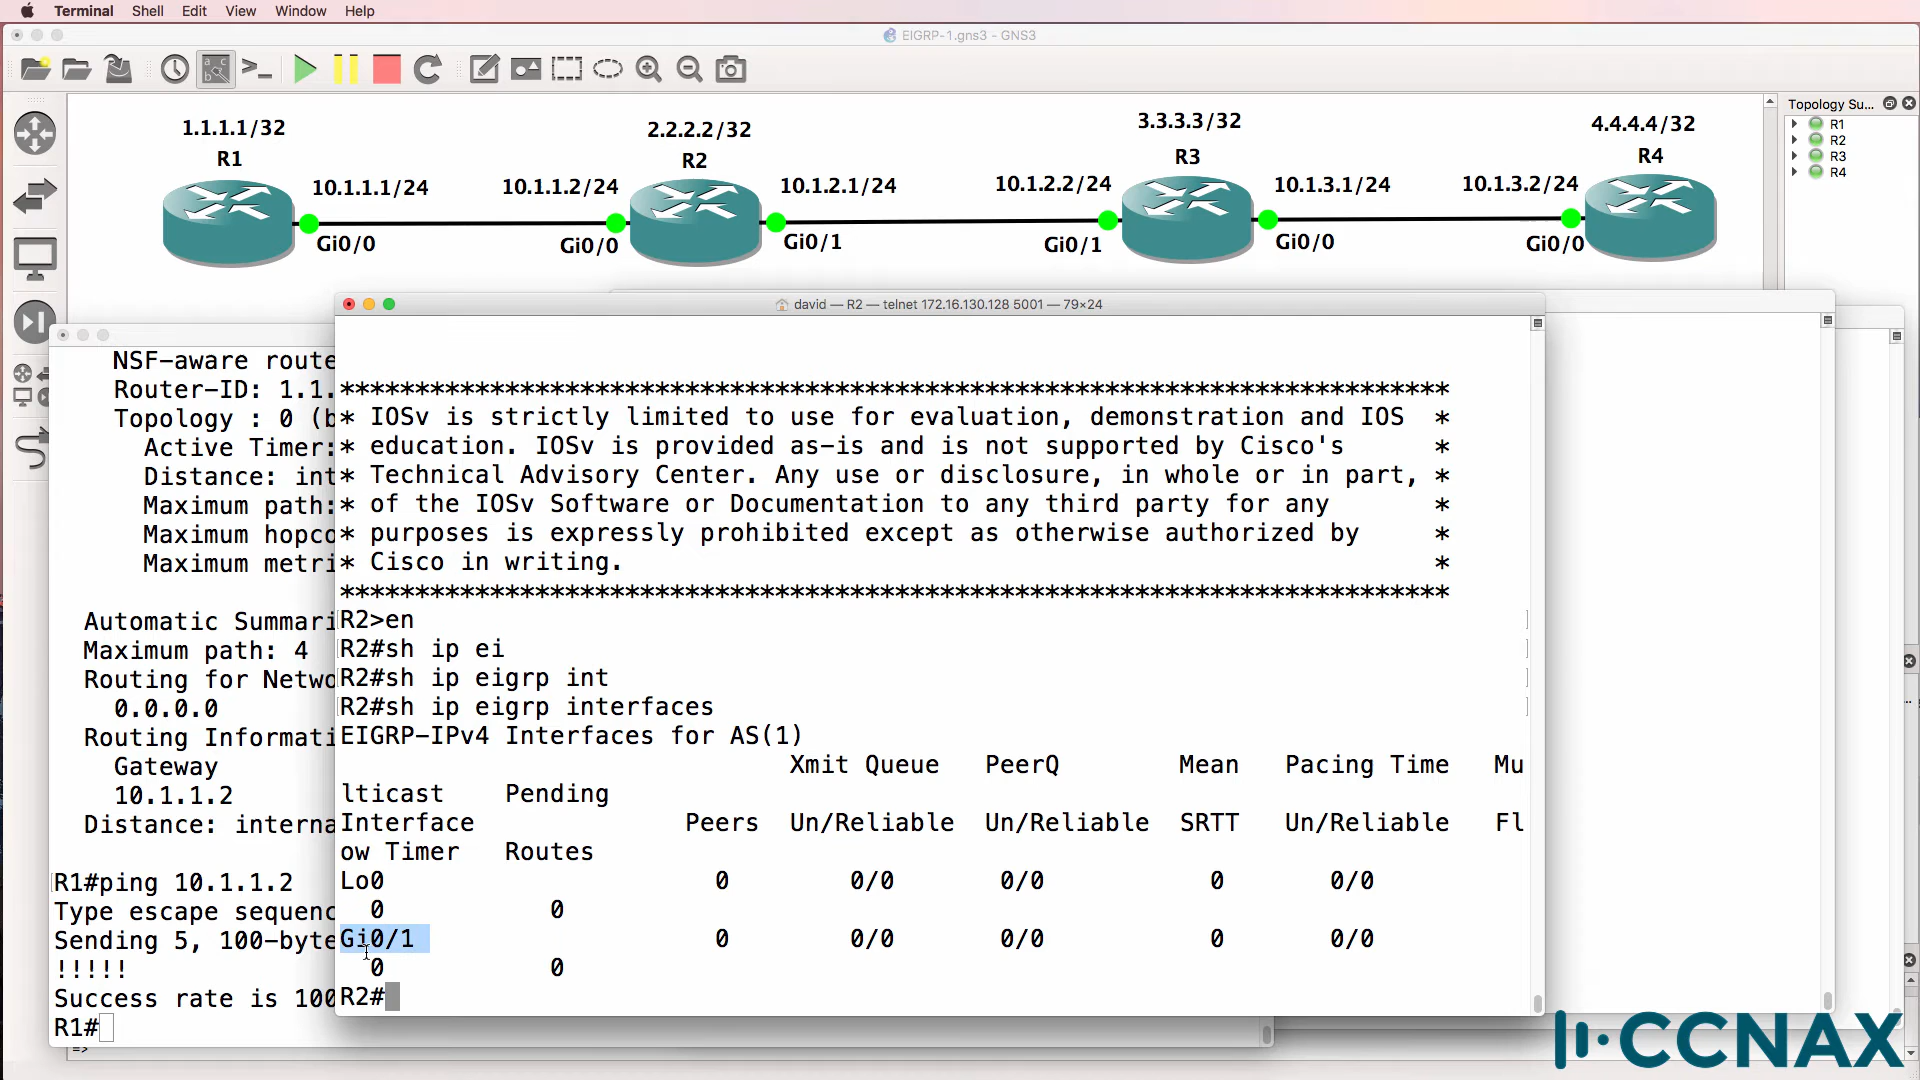 Terminal Shell Edit View Window Help
EIGRP-1.gns3 - GNS3
Topology Su...
R1
R2
R3
R4
1.1.1.1/32
R1
10.1.1.1/24
Gi0/0
2.2.2.2/32
R2
10.1.1.2/24
Gi0/0
10.1.2.1/24
Gi0/1
3.3.3.3/32
R3
10.1.2.2/24
Gi0/1
10.1.3.1/24
Gi0/0
4.4.4.4/32
R4
10.1.3.2/24
Gi0/0
NSF-aware route
Router-ID: 1.1.
Topology : 0 (b
Active Timer:
Distance: int
Maximum path:
Maximum hopco
Maximum metri
Automatic Summari
Maximum path: 4
Routing for Netwo
0.0.0.0
Routing Informati
Gateway
10.1.1.2
Distance: interna
R1#ping 10.1.1.2
Type escape sequenc
Sending 5, 100-byte
!!!!!
Success rate is 100
R1#
david — R2 — telnet 172.16.130.128 5001 — 79×24
**************************************************************************
* IOSv is strictly limited to use for evaluation, demonstration and IOS  *
* education. IOSv is provided as-is and is not supported by Cisco's      *
* Technical Advisory Center. Any use or disclosure, in whole or in part, *
* of the IOSv Software or Documentation to any third party for any       *
* purposes is expressly prohibited except as otherwise authorized by     *
* Cisco in writing.                                                      *
**************************************************************************
R2>en
R2#sh ip ei
R2#sh ip eigrp int
R2#sh ip eigrp interfaces
EIGRP-IPv4 Interfaces for AS(1)
Xmit Queue PeerQ Mean Pacing Time Mu
lticast Pending
Interface Peers Un/Reliable Un/Reliable SRTT Un/Reliable Fl
ow Timer Routes
Lo0 0 0/0 0/0 0 0/0
0 0
Gi0/1 0 0/0 0/0 0 0/0
0 0
R2#
CCNAX